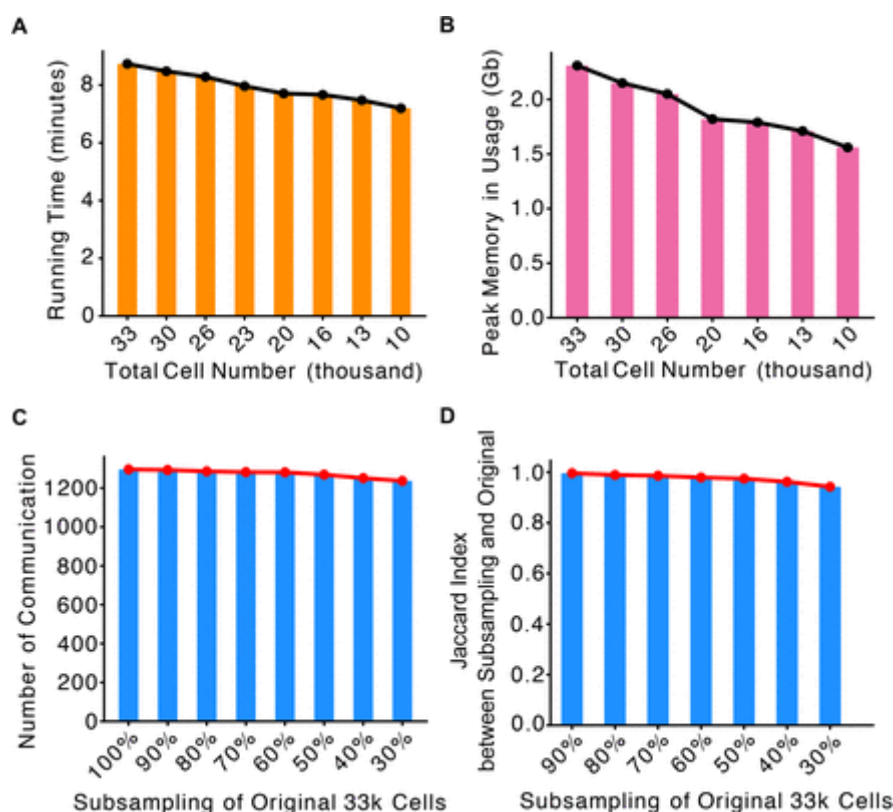 A
Running Time (minutes)
8
6
4
2
0
33 30 26 23 20 16 13 10
Total Cell Number (thousand)
B
Peak Memory in Usage (Gb)
2.0
1.5
1.0
0.5
0.0
33 30 26 20 16 13 10
Total Cell Number (thousand)
C
Number of Communication
1200
1000
800
600
400
200
0
100% 90% 80% 70% 60% 50% 40% 30%
Subsampling of Original 33k Cells
D
Jaccard Index
between Subsampling and Original
1.0
0.8
0.6
0.4
0.2
0.0
90% 80% 70% 60% 50% 40% 30%
Subsampling of Original 33k Cells